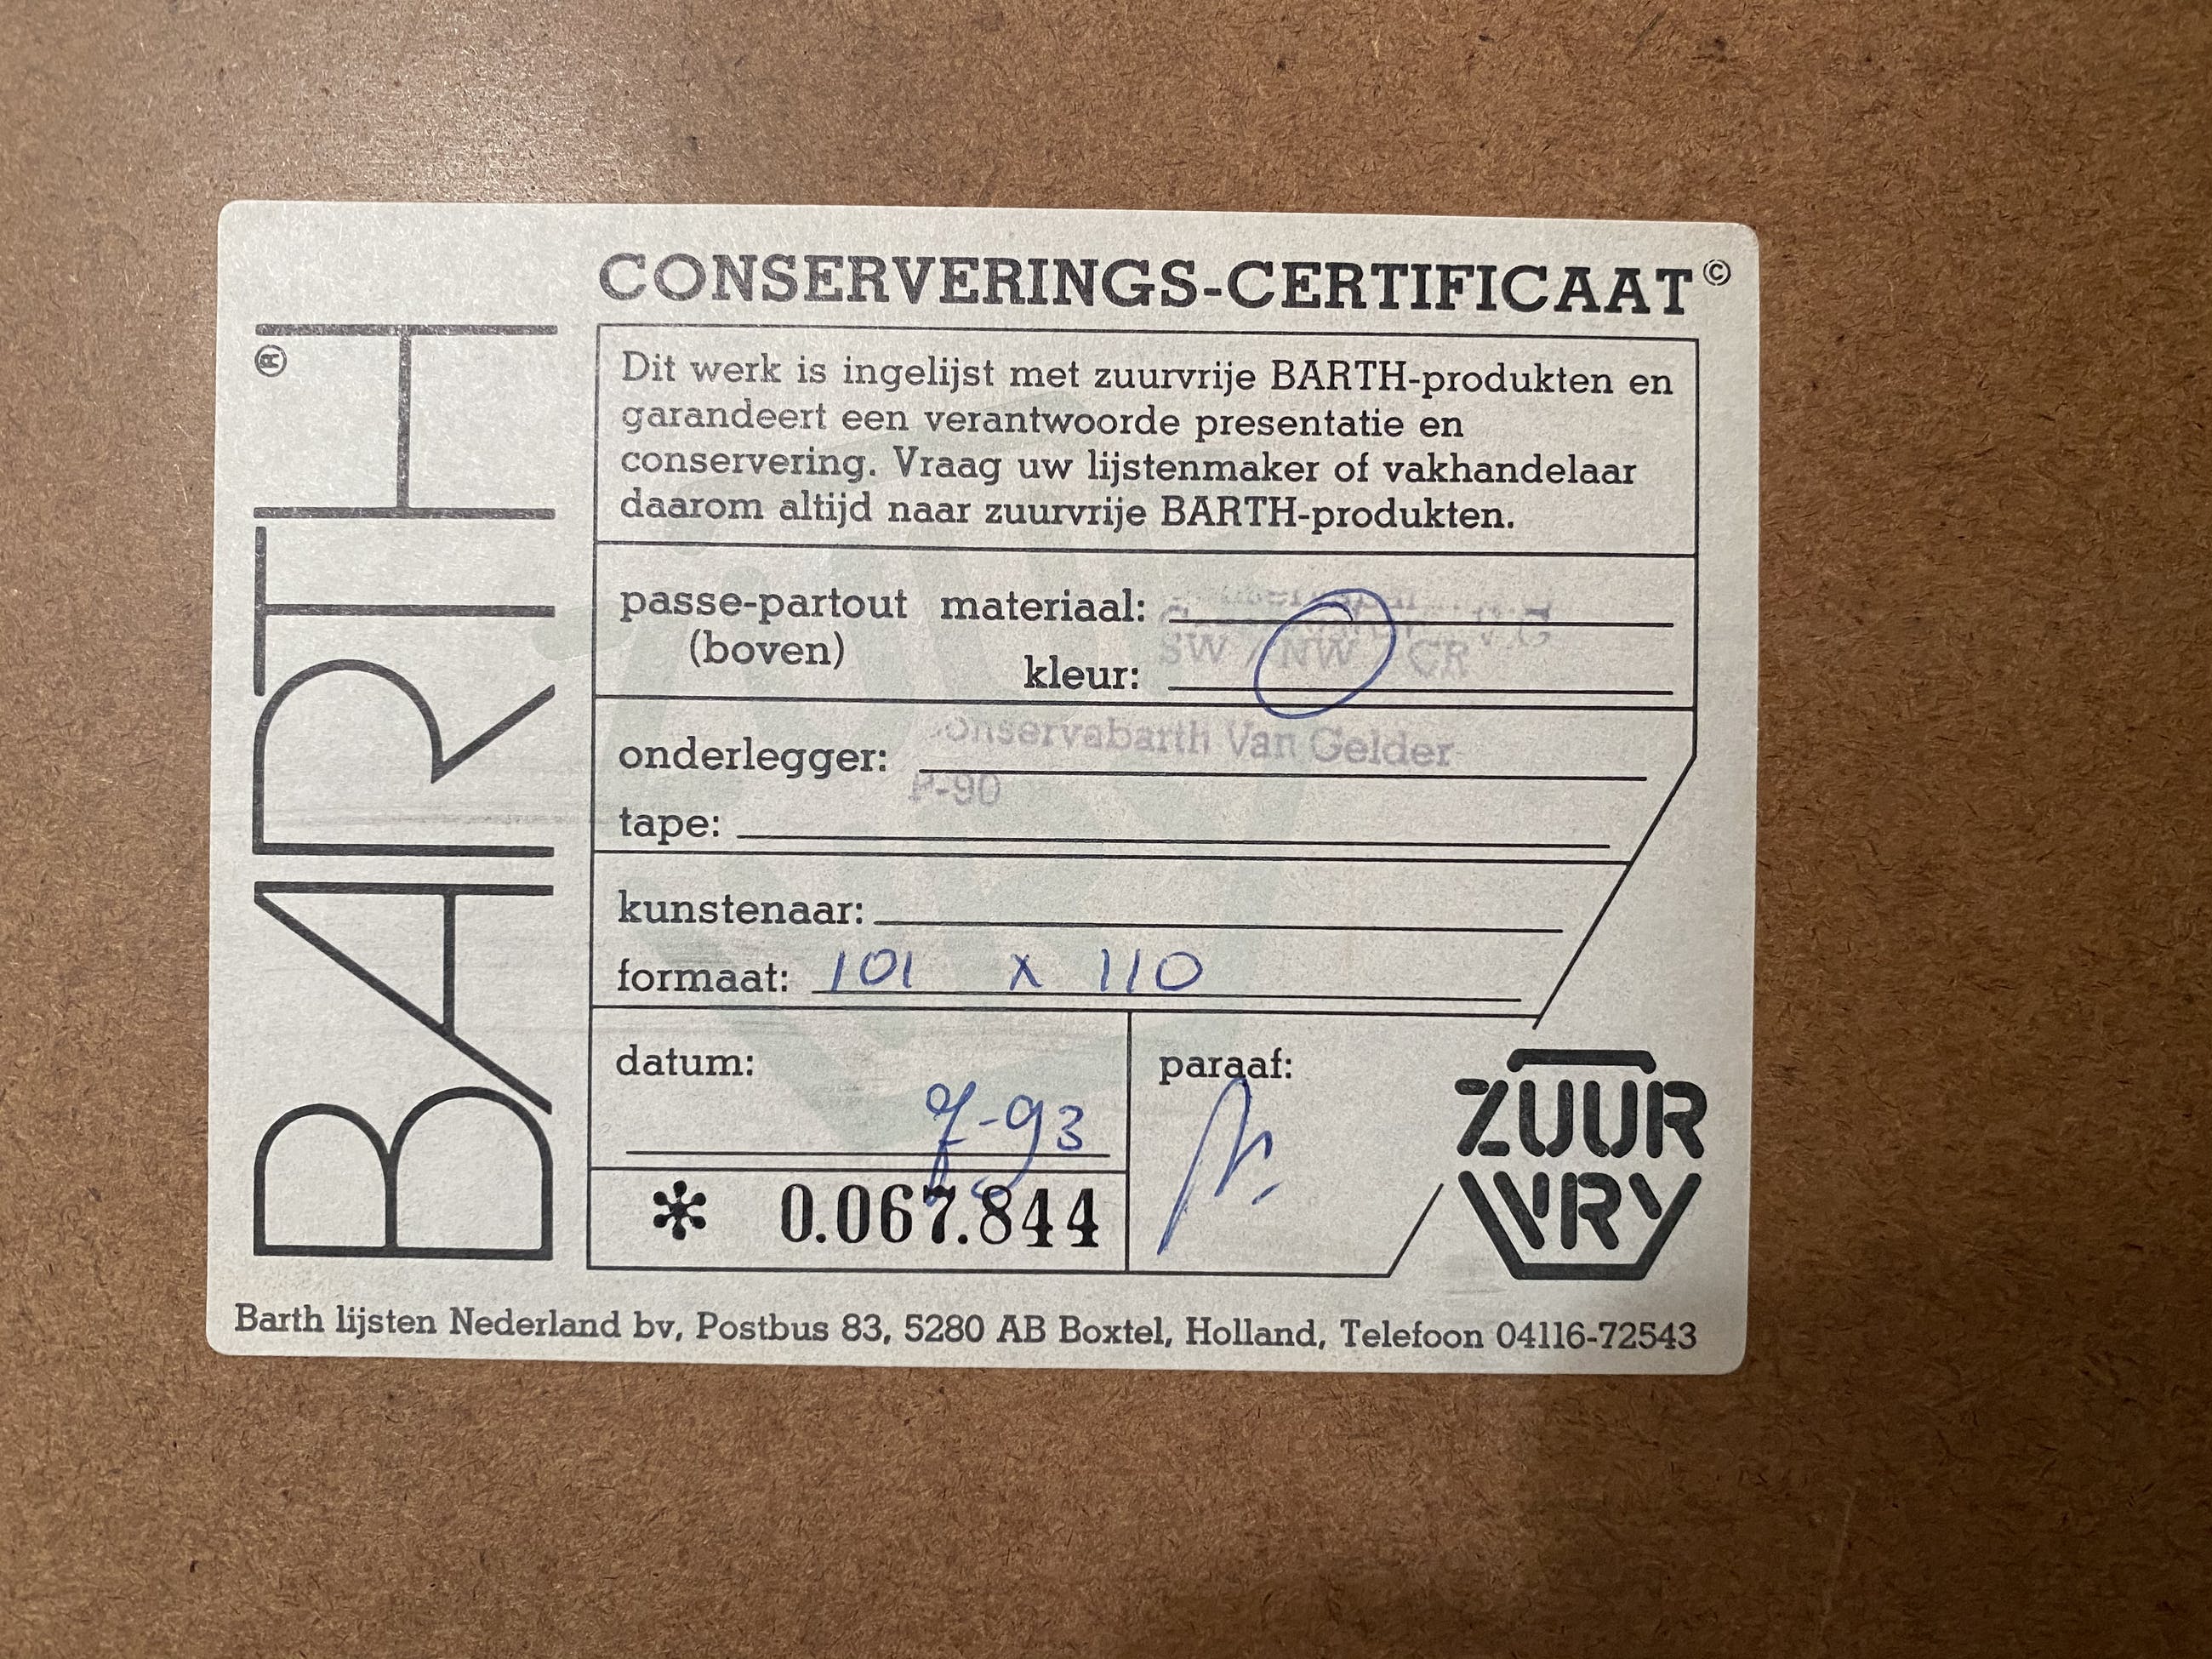 BARTH®
CONSERVERINGS-CERTIFICAAT©
Dit werk is ingelijst met zuurvrije BARTH-produkten en
garandeert een verantwoorde presentatie en
conservering. Vraag uw lijstenmaker of vakhandelaar
daarom altijd naar zuurvrije BARTH-produkten.
passe-partout materiaal:
(boven) kleur: SW / NW / CR
onderlegger: onservabarth Van Gelder
P-90
tape:
kunstenaar:
formaat: 101 x 110
datum: 7-93
paraaf:
* 0.067.844
ZUUR
VRY
Barth lijsten Nederland bv, Postbus 83, 5280 AB Boxtel, Holland, Telefoon 04116-72543